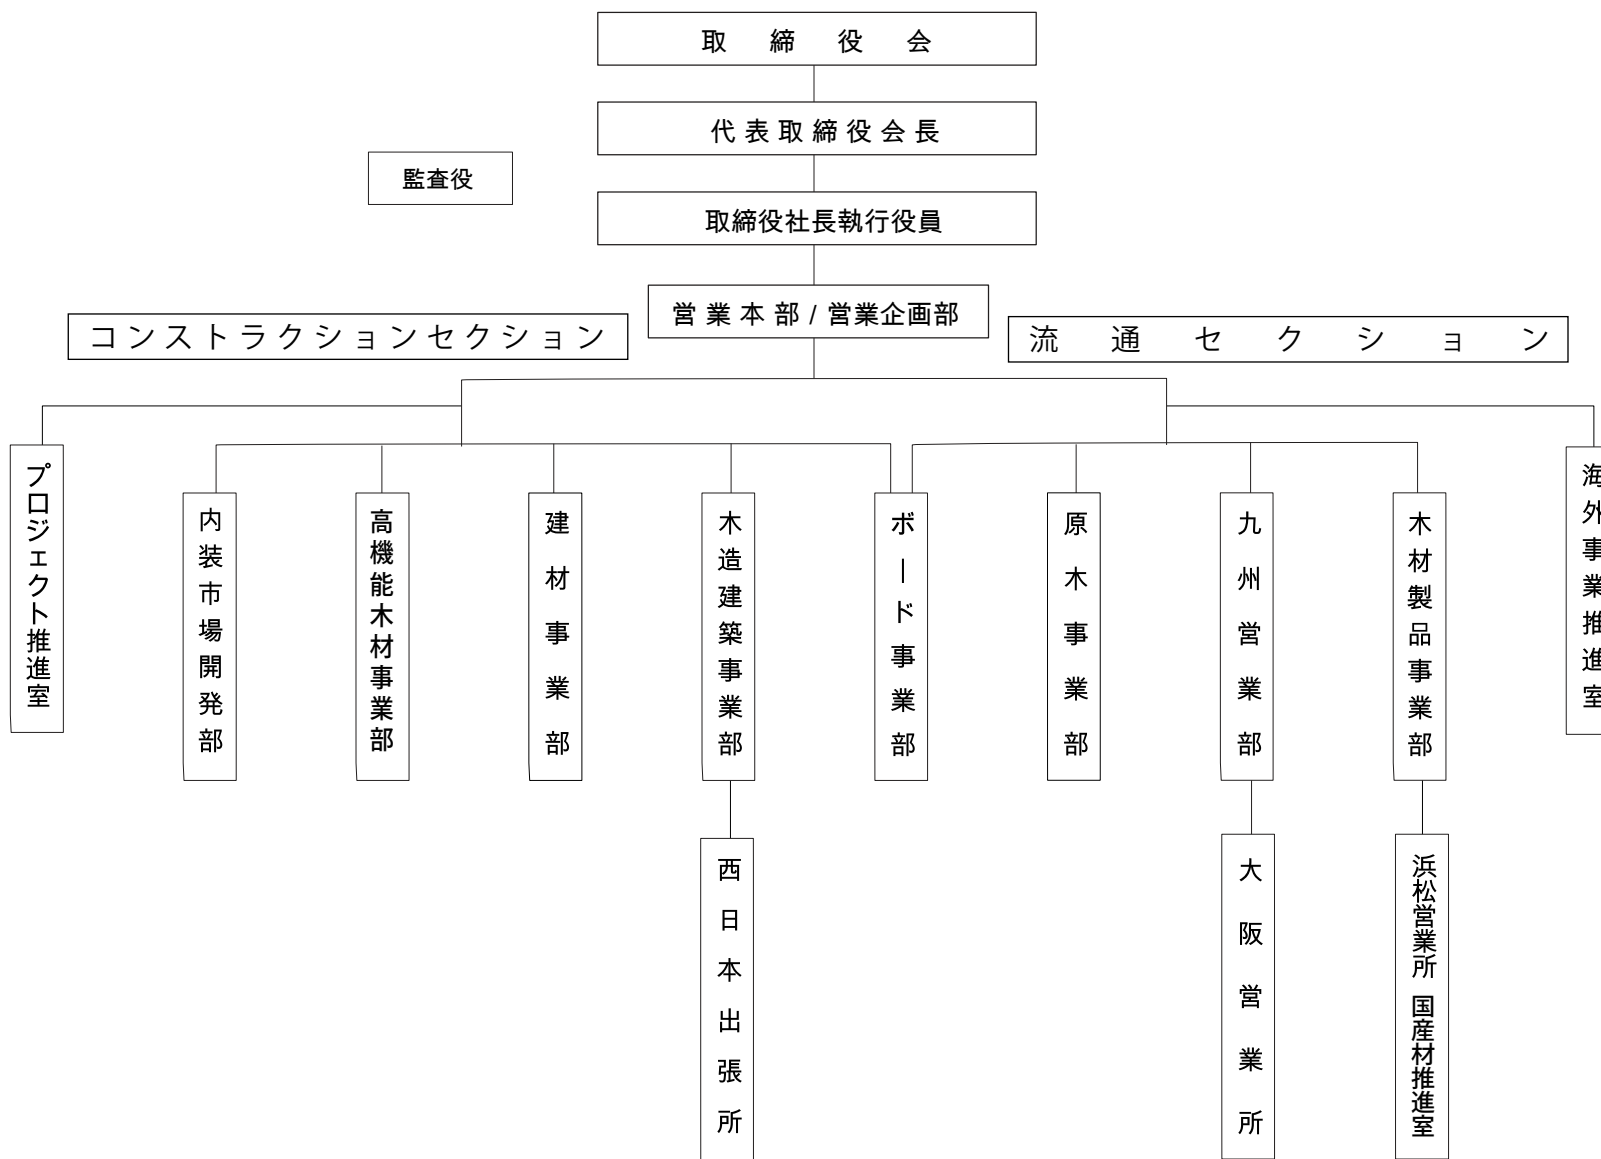 取締役会
代表取締役会長
監査役
取締役社長執行役員
営業本部/営業企画部
コンストラクションセクション
流通セクション
プロジェクト推進室
内装市場開発部
高機能木材事業部
建材事業部
木造建築事業部
ボード事業部
原木事業部
九州営業部
木材製品事業部
海外事業推進室
西日本出張所
大阪営業所
浜松営業所 国産材推進室